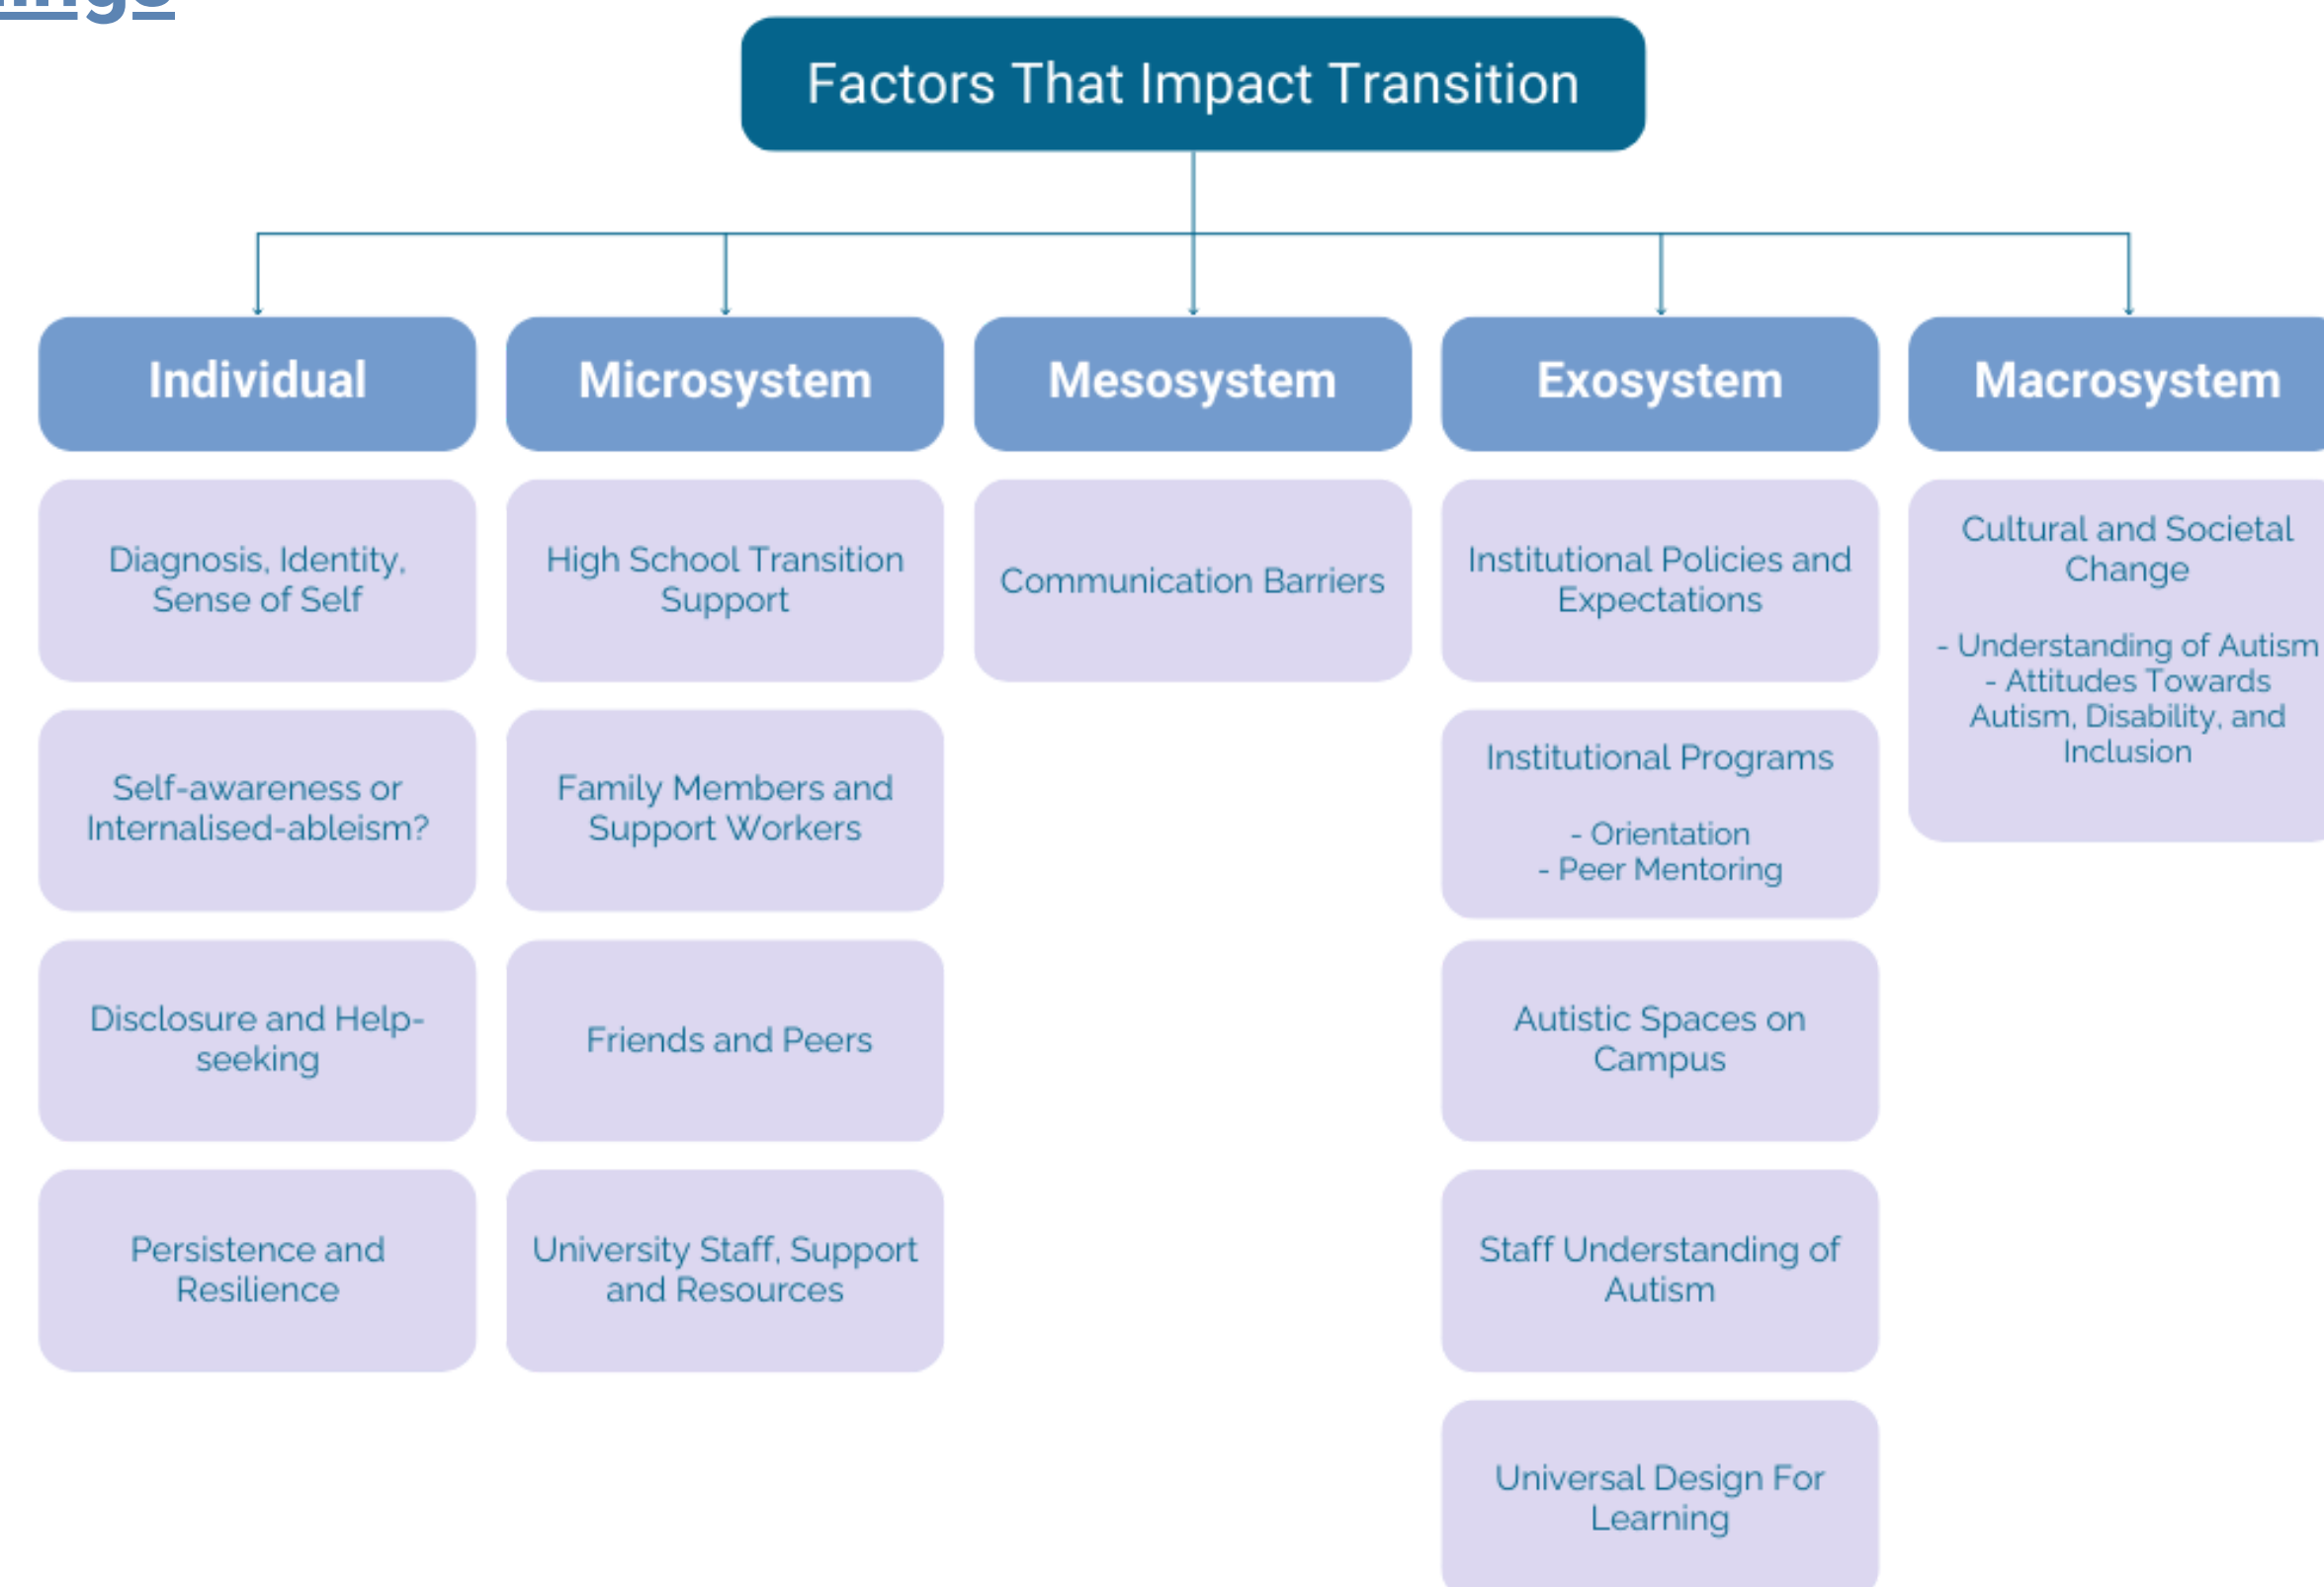 Factors That Impact Transition
Individual
Microsystem
Mesosystem
Exosystem
Macrosystem
Diagnosis, Identity,
Sense of Self
Self-awareness or
Internalised-ableism?
Disclosure and Help-
seeking
Persistence and
Resilience
High School Transition
Support
Family Members and
Support Workers
Friends and Peers
University Staff, Support
and Resources
Communication Barriers
Institutional Policies and
Expectations
Institutional Programs
- Orientation
- Peer Mentoring
Autistic Spaces on
Campus
Staff Understanding of
Autism
Universal Design For
Learning
Cultural and Societal
Change
- Understanding of Autism
- Attitudes Towards
Autism, Disability, and
Inclusion